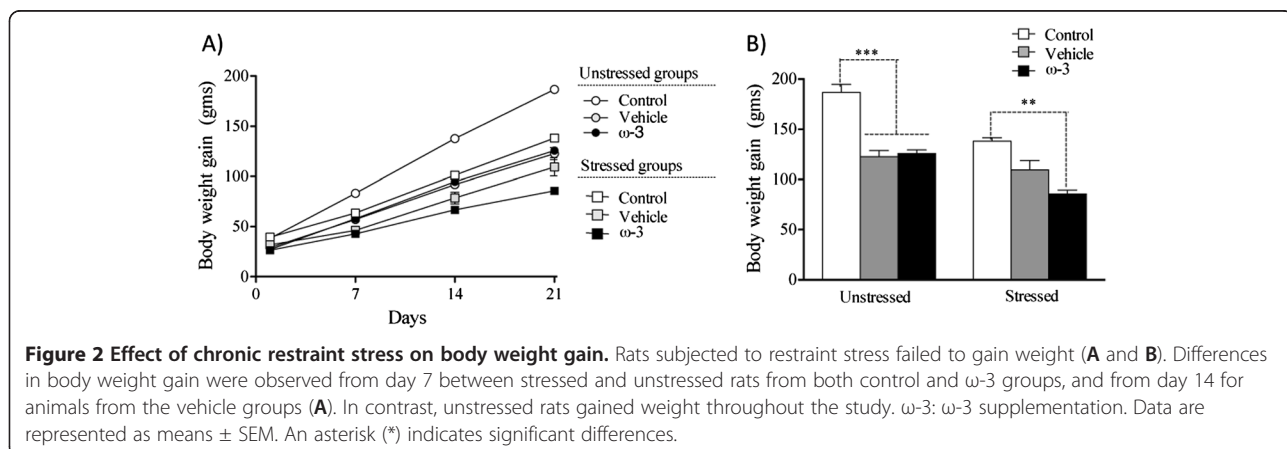 A)
Body weight gain (gms)
200
150
100
50
0
0
7
14
21
Days
Unstressed groups
Control
Vehicle
ω-3
Stressed groups
Control
Vehicle
ω-3
B)
Control
Vehicle
ω-3
Body weight gain (gms)
200
150
100
50
0
***
**
Unstressed
Stressed
Figure 2 Effect of chronic restraint stress on body weight gain. Rats subjected to restraint stress failed to gain weight (A and B). Differences
in body weight gain were observed from day 7 between stressed and unstressed rats from both control and ω-3 groups, and from day 14 for
animals from the vehicle groups (A). In contrast, unstressed rats gained weight throughout the study. ω-3: ω-3 supplementation. Data are
represented as means ± SEM. An asterisk (*) indicates significant differences.